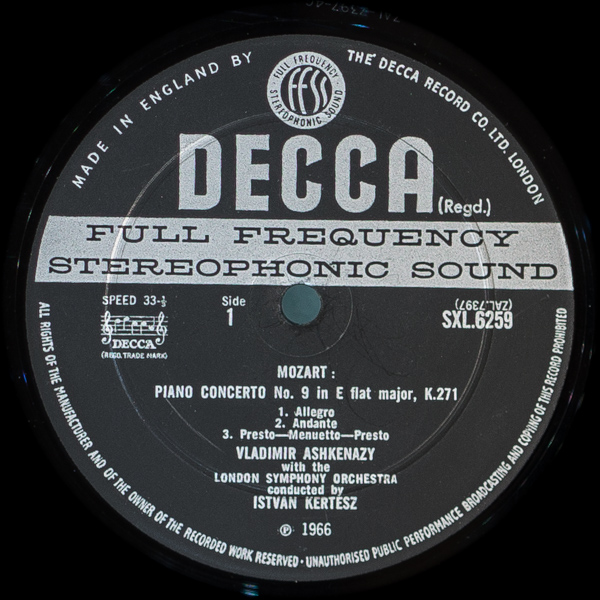 MADE IN ENGLAND BY
THE DECCA RECORD CO. LTD. LONDON
FULL FREQUENCY
ffss
STEREOPHONIC SOUND
DECCA
(Regd.)
FULL FREQUENCY
STEREOPHONIC SOUND
SPEED 33-⅓
Side
1
(ZAL.7397)
SXL.6259
DECCA
(REGD. TRADE MARK)
MOZART :
PIANO CONCERTO No. 9 in E flat major, K.271
1. Allegro
2. Andante
3. Presto—Menuetto—Presto
VLADIMIR ASHKENAZY
with the
LONDON SYMPHONY ORCHESTRA
conducted by
ISTVAN KERTESZ
℗ 1966
ALL RIGHTS OF THE MANUFACTURER AND OF THE OWNER OF THE RECORDED WORK RESERVED · UNAUTHORISED PUBLIC PERFORMANCE BROADCASTING AND COPYING OF THIS RECORD PROHIBITED